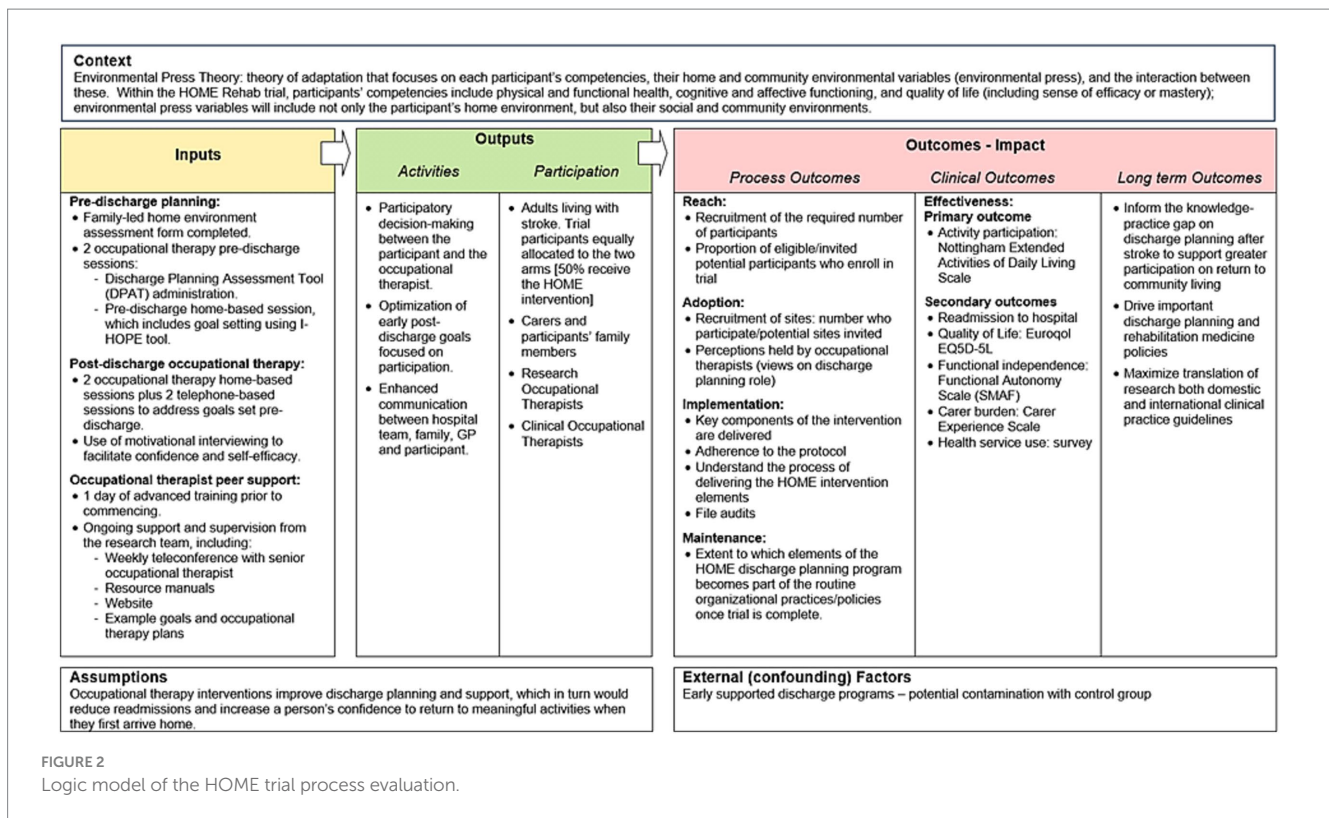 Context
Environmental Press Theory: theory of adaptation that focuses on each participant's competencies, their home and community environmental variables (environmental press), and the interaction between
these. Within the HOME Rehab trial, participants' competencies include physical and functional health, cognitive and affective functioning, and quality of life (including sense of efficacy or mastery);
environmental press variables will include not only the participant's home environment, but also their social and community environments.
Inputs
Pre-discharge planning:
• Family-led home environment
assessment form completed.
• 2 occupational therapy pre-discharge
sessions:
- Discharge Planning Assessment Tool
(DPAT) administration.
- Pre-discharge home-based session,
which includes goal setting using I-
HOPE tool.
Post-discharge occupational therapy:
• 2 occupational therapy home-based
sessions plus 2 telephone-based
sessions to address goals set pre-
discharge.
• Use of motivational interviewing to
facilitate confidence and self-efficacy.
Occupational therapist peer support:
• 1 day of advanced training prior to
commencing.
• Ongoing support and supervision from
the research team, including:
- Weekly teleconference with senior
occupational therapist
- Resource manuals
- Website
- Example goals and occupational
therapy plans
Outputs
Activities
• Participatory
decision-making
between the
participant and the
occupational
therapist.
• Optimization of
early post-
discharge goals
focused on
participation.
• Enhanced
communication
between hospital
team, family, GP
and participant.
Participation
• Adults living with
stroke. Trial
participants equally
allocated to the two
arms [50% receive
the HOME
intervention]
• Carers and
participants' family
members
• Research
Occupational
Therapists
• Clinical Occupational
Therapists
Outcomes - Impact
Process Outcomes
Reach:
• Recruitment of the required number
of participants
• Proportion of eligible/invited
potential participants who enroll in
trial
Adoption:
• Recruitment of sites: number who
participate/potential sites invited
• Perceptions held by occupational
therapists (views on discharge
planning role)
Implementation:
• Key components of the intervention
are delivered
• Adherence to the protocol
• Understand the process of
delivering the HOME intervention
elements
• File audits
Maintenance:
• Extent to which elements of the
HOME discharge planning program
becomes part of the routine
organizational practices/policies
once trial is complete.
Clinical Outcomes
Effectiveness:
Primary outcome
• Activity participation:
Nottingham Extended
Activities of Daily Living
Scale
Secondary outcomes
• Readmission to hospital
• Quality of Life: Euroqol
EQ5D-5L
• Functional independence:
Functional Autonomy
Scale (SMAF)
• Carer burden: Carer
Experience Scale
• Health service use: survey
Long term Outcomes
• Inform the knowledge-
practice gap on
discharge planning after
stroke to support greater
participation on return to
community living
• Drive important
discharge planning and
rehabilitation medicine
policies
• Maximize translation of
research both domestic
and international clinical
practice guidelines
Assumptions
Occupational therapy interventions improve discharge planning and support, which in turn would
reduce readmissions and increase a person's confidence to return to meaningful activities when
they first arrive home.
External (confounding) Factors
Early supported discharge programs – potential contamination with control group
FIGURE 2
Logic model of the HOME trial process evaluation.